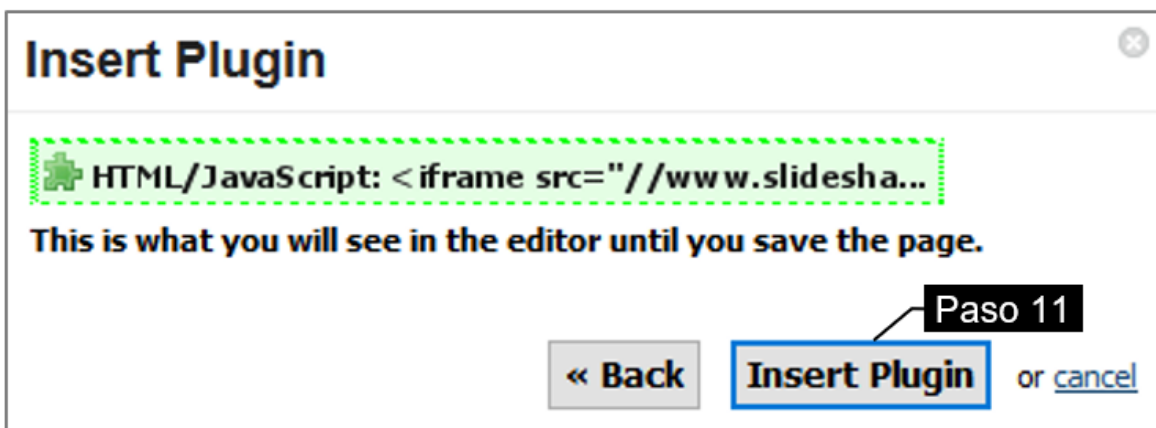 Insert Plugin
HTML/JavaScript: <iframe src="//www.slidesha...
This is what you will see in the editor until you save the page.
Paso 11
« Back Insert Plugin or cancel